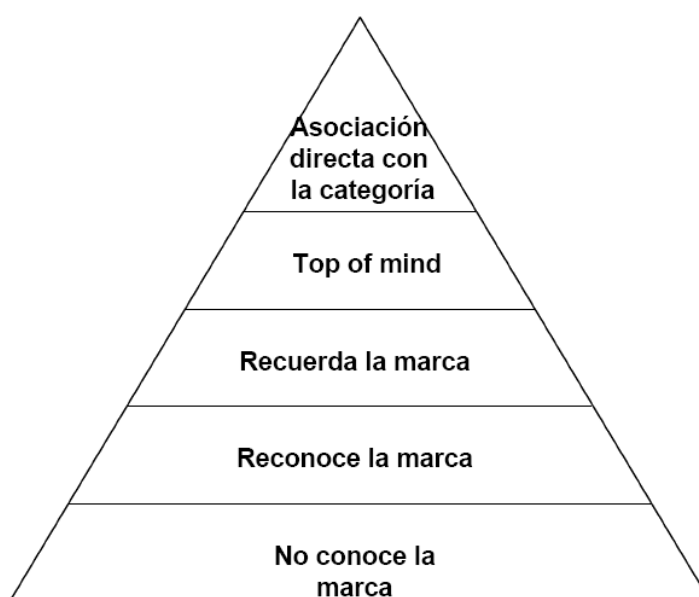 Asociación
directa con
la categoría
Top of mind
Recuerda la marca
Reconoce la marca
No conoce la
marca